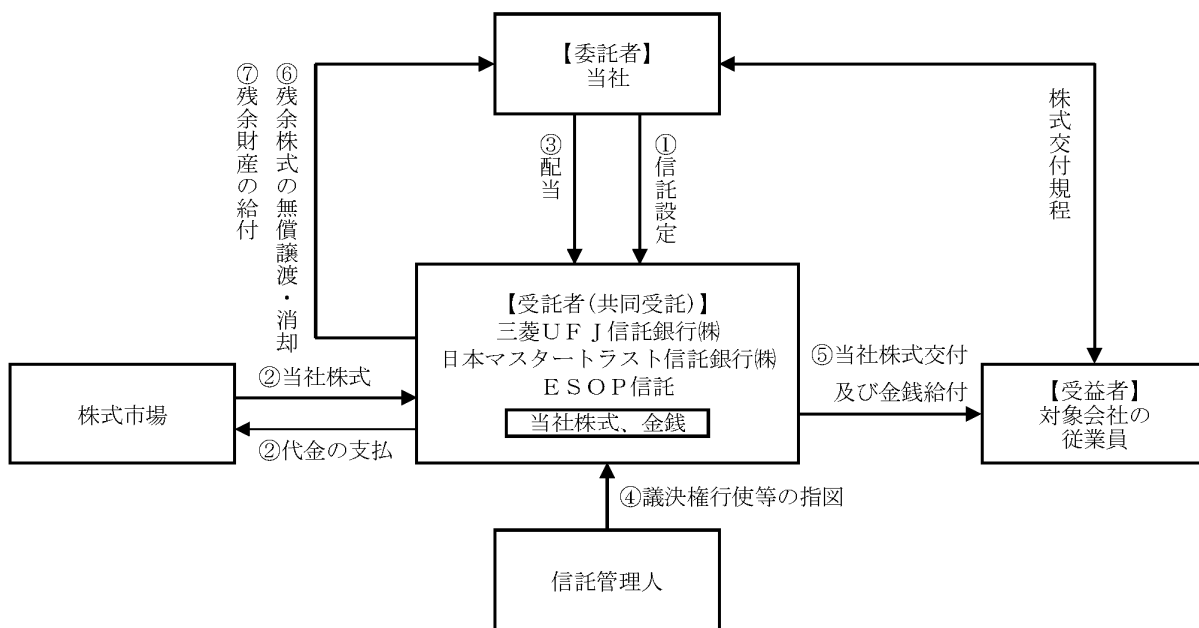 【委託者】
当社
⑦残余財産の給付
⑥残余株式の無償譲渡・消却
③配当
①信託設定
株式交付規程
【受託者(共同受託)】
三菱UFJ信託銀行㈱
日本マスタートラスト信託銀行㈱
ESOP信託
当社株式、金銭
株式市場
②当社株式
②代金の支払
⑤当社株式交付
及び金銭給付
【受益者】
対象会社の
従業員
④議決権行使等の指図
信託管理人